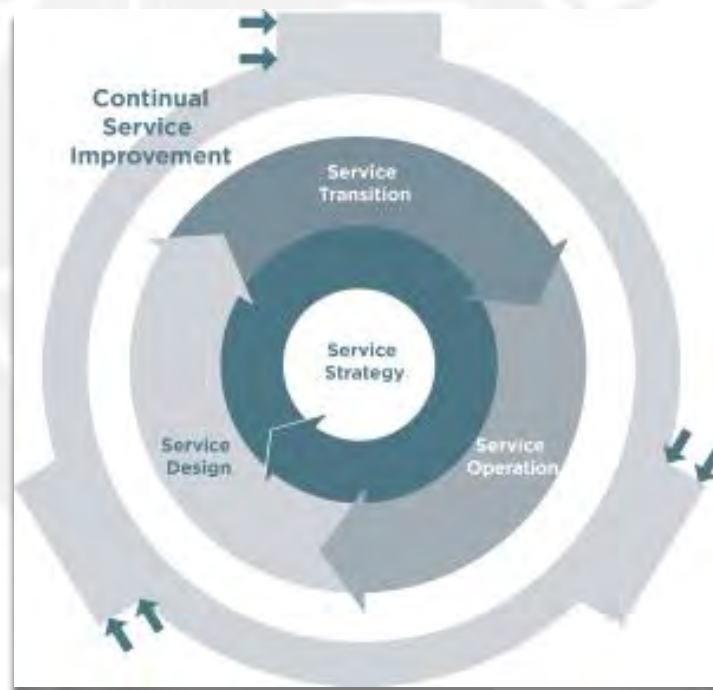 Continual
Service
Improvement
Service
Transition
Service
Strategy
Service
Design
Service
Operation